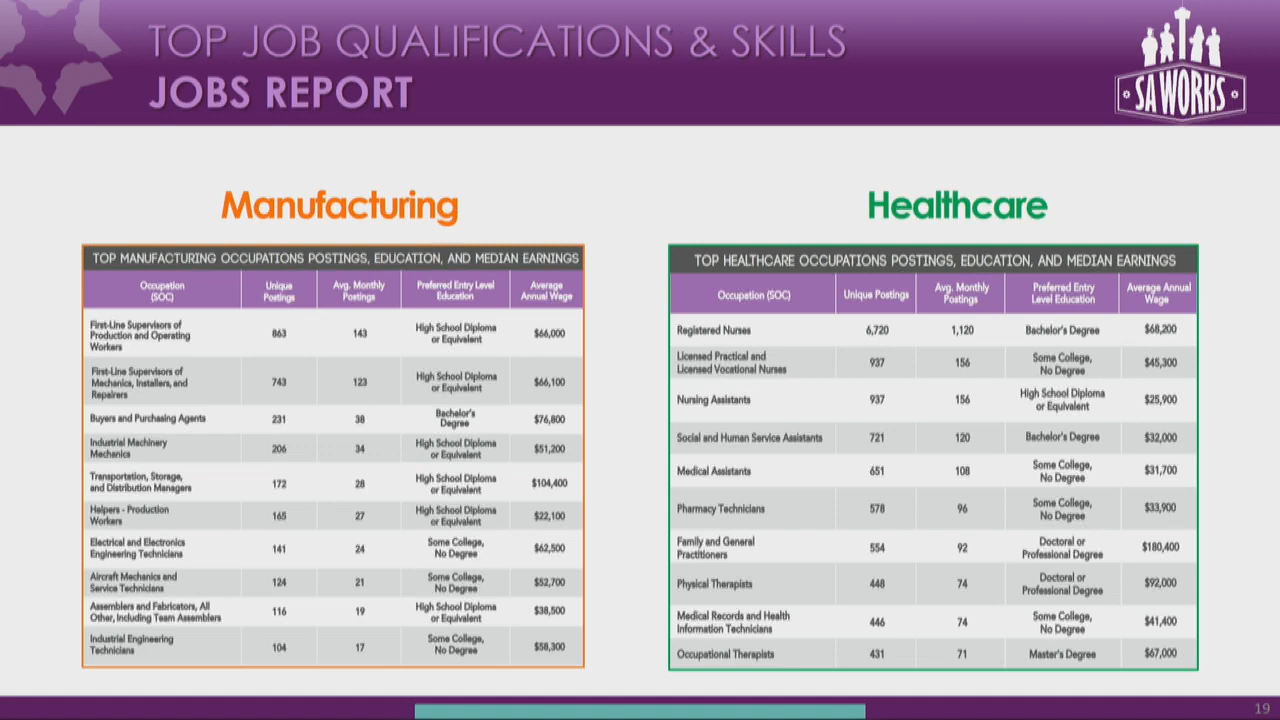 TOP JOB QUALIFICATIONS & SKILLS
JOBS REPORT
SA WORKS
Manufacturing
TOP MANUFACTURING OCCUPATIONS POSTINGS, EDUCATION, AND MEDIAN EARNINGS
Occupation (SOC) Unique Postings Avg. Monthly Postings Preferred Entry Level Education Average Annual Wage
First-Line Supervisors of Production and Operating Workers 863 143 High School Diploma or Equivalent $66,000
First-Line Supervisors of Mechanics, Installers, and Repairers 743 123 High School Diploma or Equivalent $66,100
Buyers and Purchasing Agents 231 38 Bachelor's Degree $76,800
Industrial Machinery Mechanics 206 34 High School Diploma or Equivalent $51,200
Transportation, Storage, and Distribution Managers 172 28 High School Diploma or Equivalent $104,400
Helpers - Production Workers 165 27 High School Diploma or Equivalent $22,100
Electrical and Electronics Engineering Technicians 141 24 Some College, No Degree $62,500
Aircraft Mechanics and Service Technicians 124 21 Some College, No Degree $52,700
Assemblers and Fabricators, All Other, Including Team Assemblers 116 19 High School Diploma or Equivalent $38,500
Industrial Engineering Technicians 104 17 Some College, No Degree $58,300
Healthcare
TOP HEALTHCARE OCCUPATIONS POSTINGS, EDUCATION, AND MEDIAN EARNINGS
Occupation (SOC) Unique Postings Avg. Monthly Postings Preferred Entry Level Education Average Annual Wage
Registered Nurses 6,720 1,120 Bachelor's Degree $68,200
Licensed Practical and Licensed Vocational Nurses 937 156 Some College, No Degree $45,300
Nursing Assistants 937 156 High School Diploma or Equivalent $25,900
Social and Human Service Assistants 721 120 Bachelor's Degree $32,000
Medical Assistants 651 108 Some College, No Degree $31,700
Pharmacy Technicians 578 96 Some College, No Degree $33,900
Family and General Practitioners 554 92 Doctoral or Professional Degree $180,400
Physical Therapists 448 74 Doctoral or Professional Degree $92,000
Medical Records and Health Information Technicians 446 74 Some College, No Degree $41,400
Occupational Therapists 431 71 Master's Degree $67,000
19